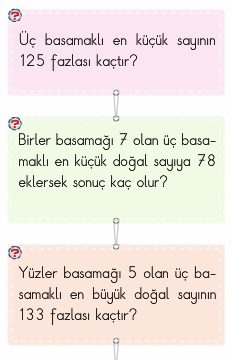 Üç basamaklı en küçük sayının
125 fazlası kaçtır?
Birler basamağı 7 olan üç basa-
maklı en küçük doğal sayıya 78
eklersek sonuç kaç olur?
Yüzler basamağı 5 olan üç ba-
samaklı en büyük doğal sayının
133 fazlası kaçtır?